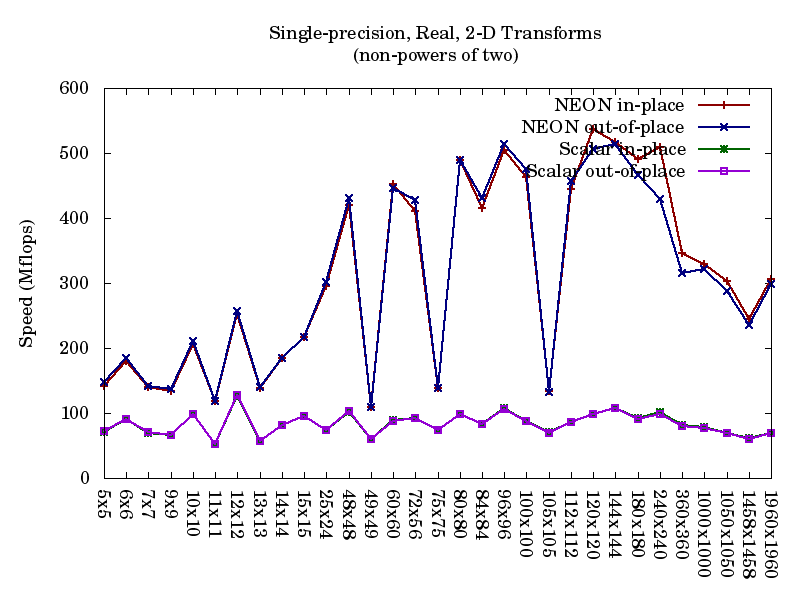 Single-precision, Real, 2-D Transforms
(non-powers of two)
600
500
400
300
200
100
0
Speed (Mflops)
NEON in-place
NEON out-of-place
Scalar in-place
Scalar out-of-place
5x5
6x6
7x7
9x9
10x10
11x11
12x12
13x13
14x14
15x15
25x24
48x48
49x49
60x60
72x56
75x75
80x80
84x84
96x96
100x100
105x105
112x112
120x120
144x144
180x180
240x240
360x360
1000x1000
1050x1050
1458x1458
1960x1960